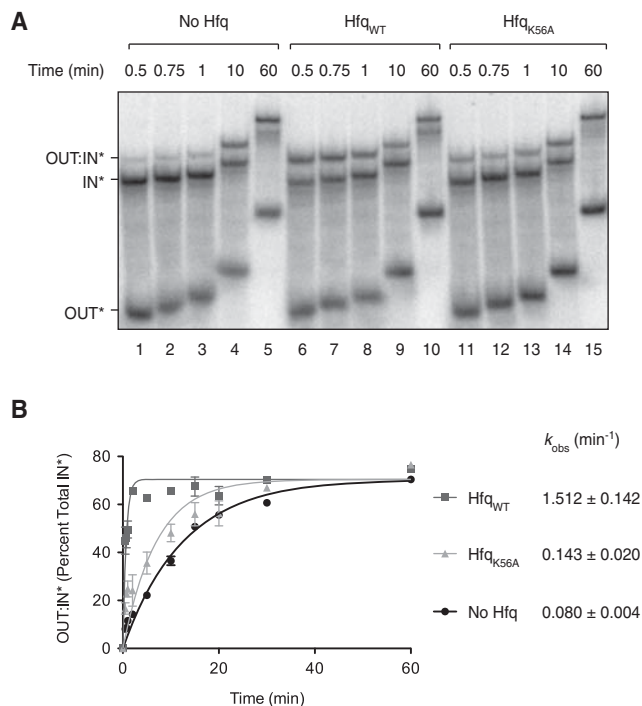 A
No Hfq
HfqWT
HfqK56A
Time (min) 0.5 0.75 1 10 60 0.5 0.75 1 10 60 0.5 0.75 1 10 60
OUT:IN*
IN*
OUT*
1 2 3 4 5 6 7 8 9 10 11 12 13 14 15
B
OUT:IN* (Percent Total IN*)
80
60
40
20
0
0 20 40 60
Time (min)
kobs (min-1)
HfqWT 1.512 ± 0.142
HfqK56A 0.143 ± 0.020
No Hfq 0.080 ± 0.004